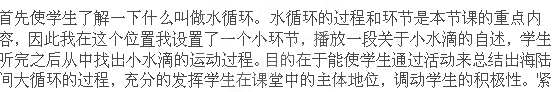 首先使学生了解一下什么叫做水循环。水循环的过程和环节是本节课的重点内
容，因此我在这个位置我设置了一个小环节，播放一段关于小水滴的自述，学生
听完之后从中找出小水滴的运动过程。目的在于能使学生通过活动来总结出海陆
间大循环的过程，充分的发挥学生在课堂中的主体地位，调动学生的积极性。紧